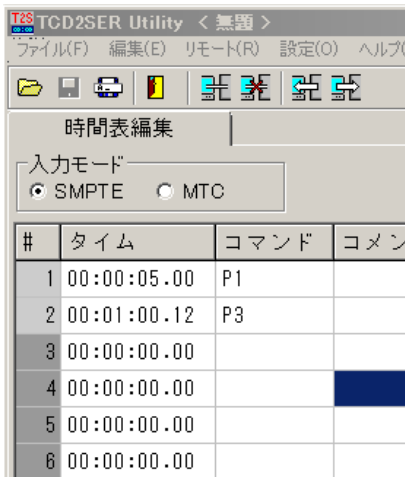 T2S TCD2SER Utility < 無題 >
ファイル(F) 編集(E) リモート(R) 設定(O) ヘルプ(
時間表編集
入力モード
SMPTE MTC
# タイム コマンド コメン
1 00:00:05.00 P1
2 00:01:00.12 P3
3 00:00:00.00
4 00:00:00.00
5 00:00:00.00
6 00:00:00.00